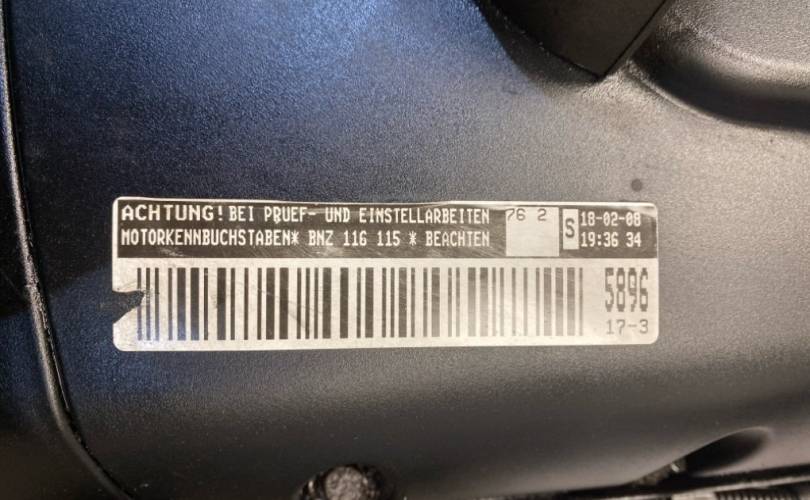 ACHTUNG! BEI PRUEF- UND EINSTELLARBEITEN 76 2 S 18-02-08
MOTORKENNBUCHSTABEN* BNZ 116 115 * BEACHTEN 19:36 34
5896
17-3